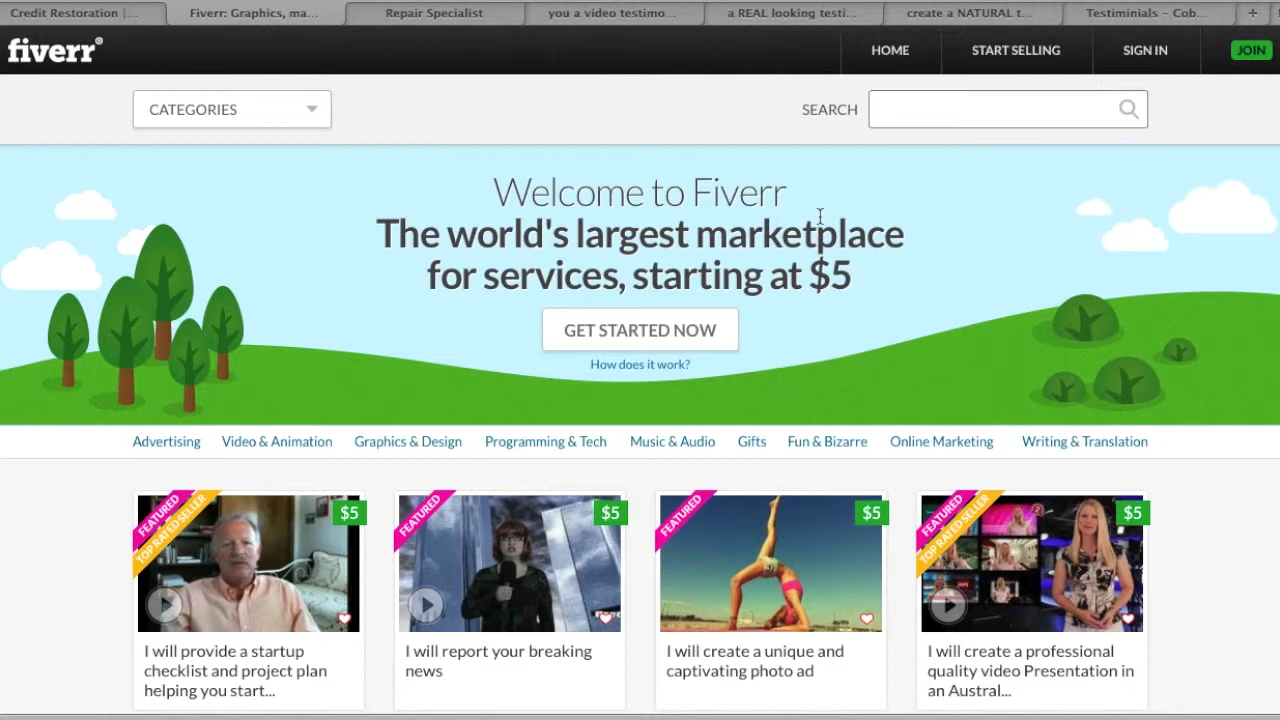 Credit Restoration |...
Fiverr: Graphics, ma...
Repair Specialist
you a video testimo...
a REAL looking testi...
create a NATURAL t...
Testiminials – Cob...
+
fiverr®
HOME
START SELLING
SIGN IN
JOIN
CATEGORIES
SEARCH
Welcome to Fiverr
The world's largest marketplace
for services, starting at $5
GET STARTED NOW
How does it work?
Advertising
Video & Animation
Graphics & Design
Programming & Tech
Music & Audio
Gifts
Fun & Bizarre
Online Marketing
Writing & Translation
FEATURED
TOP RATED SELLER
$5
I will provide a startup
checklist and project plan
helping you start...
FEATURED
$5
I will report your breaking
news
FEATURED
$5
I will create a unique and
captivating photo ad
FEATURED
TOP RATED SELLER
$5
I will create a professional
quality video Presentation in
an Austral...